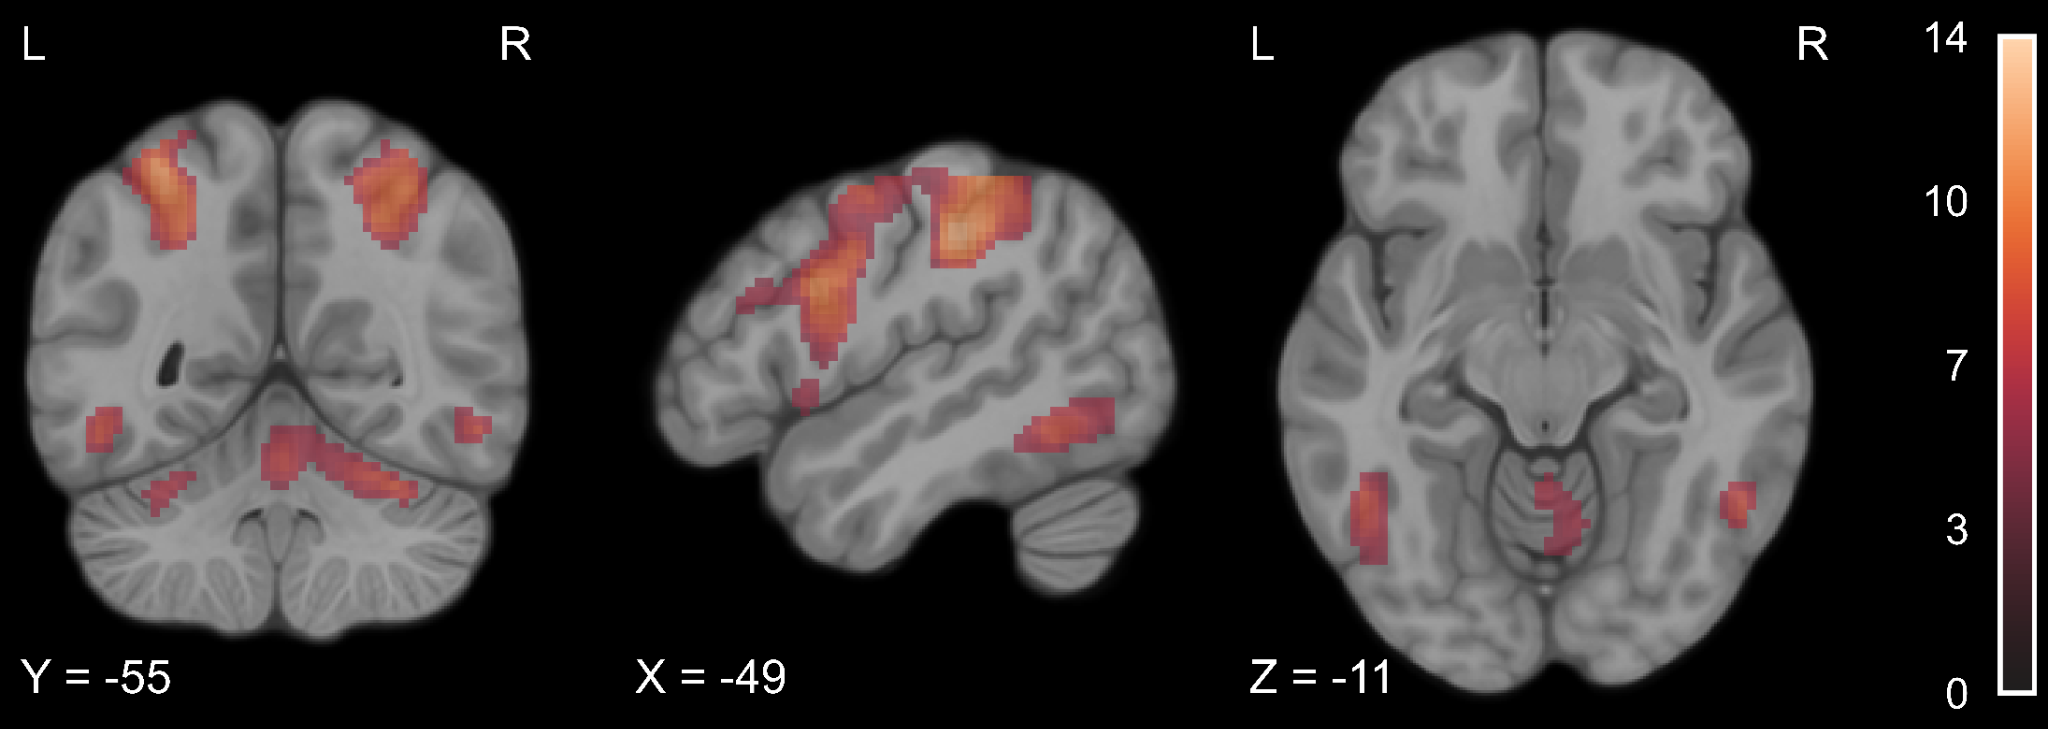 L R
Y = -55
X = -49
L R
Z = -11
14
10
7
3
0